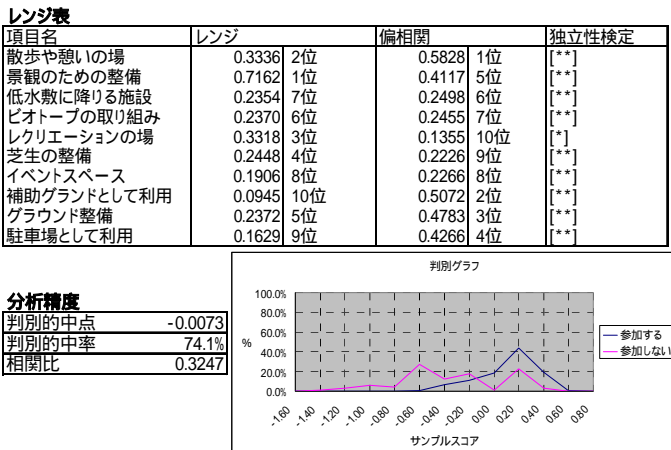 レンジ表
項目名 レンジ 偏相関 独立性検定
散歩や憩いの場 0.3336 2位 0.5828 1位 [**]
景観のための整備 0.7162 1位 0.4117 5位 [**]
低水敷に降りる施設 0.2354 7位 0.2498 6位 [**]
ビオトープの取り組み 0.2370 6位 0.2455 7位 [**]
レクリエーションの場 0.3318 3位 0.1355 10位 [*]
芝生の整備 0.2448 4位 0.2226 9位 [**]
イベントスペース 0.1906 8位 0.2266 8位 [**]
補助グランドとして利用 0.0945 10位 0.5072 2位 [**]
グラウンド整備 0.2372 5位 0.4783 3位 [**]
駐車場として利用 0.1629 9位 0.4266 4位 [**]
分析精度
判別的中点 -0.0073
判別的中率 74.1%
相関比 0.3247
判別グラフ
100.0%
80.0%
60.0%
40.0%
20.0%
0.0%
%
-1.60 -1.40 -1.20 -1.00 -0.80 -0.60 -0.40 -0.20 0.00 0.20 0.40 0.60 0.80
サンプルスコア
参加する
参加しない